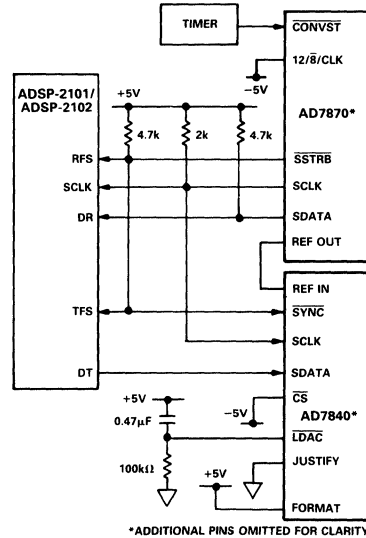 TIMER
CONVST
12/8/CLK
−5V
AD7870*
ADSP-2101/
ADSP-2102
+5V
4.7k
2k
4.7k
RFS
SSTRB
SCLK
SCLK
DR
SDATA
REF OUT
REF IN
TFS
SYNC
SCLK
DT
SDATA
+5V
CS
−5V
AD7840*
0.47µF
LDAC
100kΩ
JUSTIFY
+5V
FORMAT
*ADDITIONAL PINS OMITTED FOR CLARITY